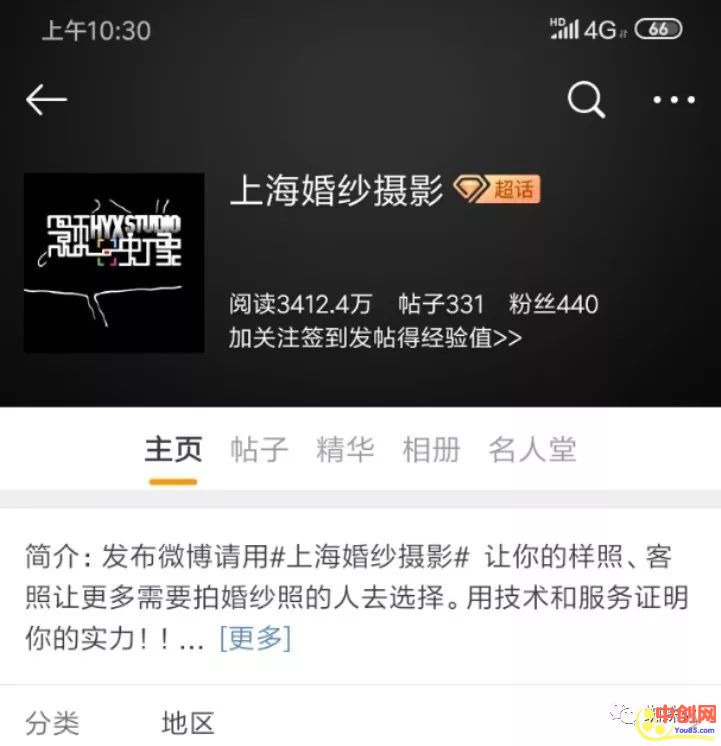 上午10:30
HD 4G 66
上海婚纱摄影 超话
HYX STUDIO
阅读3412.4万 帖子331 粉丝440
加关注签到发帖得经验值>>
主页 帖子 精华 相册 名人堂
简介：发布微博请用#上海婚纱摄影# 让你的样照、客
照让更多需要拍婚纱照的人去选择。用技术和服务证明
你的实力！！... [更多]
分类 地区
中创网
You85.com